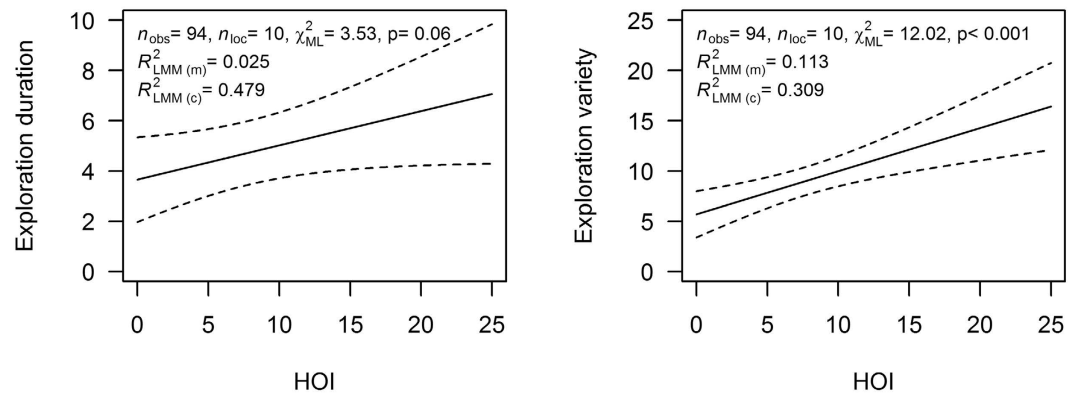 Exploration duration
10
8
6
4
2
0
n_obs= 94, n_loc= 10, χ²_ML= 3.53, p= 0.06
R²_LMM (m)= 0.025
R²_LMM (c)= 0.479
0 5 10 15 20 25
HOI
Exploration variety
25
20
15
10
5
0
n_obs= 94, n_loc= 10, χ²_ML= 12.02, p< 0.001
R²_LMM (m)= 0.113
R²_LMM (c)= 0.309
0 5 10 15 20 25
HOI